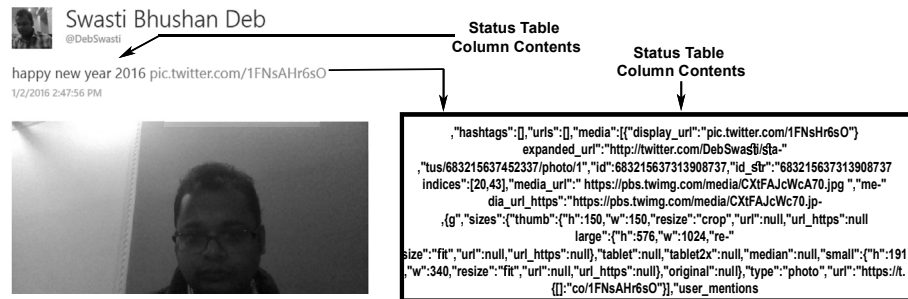 Swasti Bhushan Deb
@DebSwasti
happy new year 2016 pic.twitter.com/1FNsAHr6sO
1/2/2016 2:47:56 PM
Status Table
Column Contents
Status Table
Column Contents
,"hashtags":[],"urls":[],"media":[{"display_url":"pic.twitter.com/1FNsHr6sO"}
expanded_url":"http://twitter.com/DebSwasti/sta-"
,"tus/683215637452337/photo/1","id":683215637313908737,"id_str":"683215637313908737
indices":[20,43],"media_url":" https://pbs.twimg.com/media/CXtFAJcWcA70.jpg ","me-"
dia_url_https":"https://pbs.twimg.com/media/CXtFAJcWc70.jp-
,{g","sizes":{"thumb":{"h":150,"w":150,"resize":"crop","url":null,"url_https":null
large":{"h":576,"w":1024,"re-"
size":"fit","url":null,"url_https":null},"tablet":null,"tablet2x":null,"median":null,"small":{"h":191
,"w":340,"resize":"fit","url":null,"url_https":null},"original":null},"type":"photo","url":"https://t.
{[]:"co/1FNsAHr6sO"}],"user_mentions